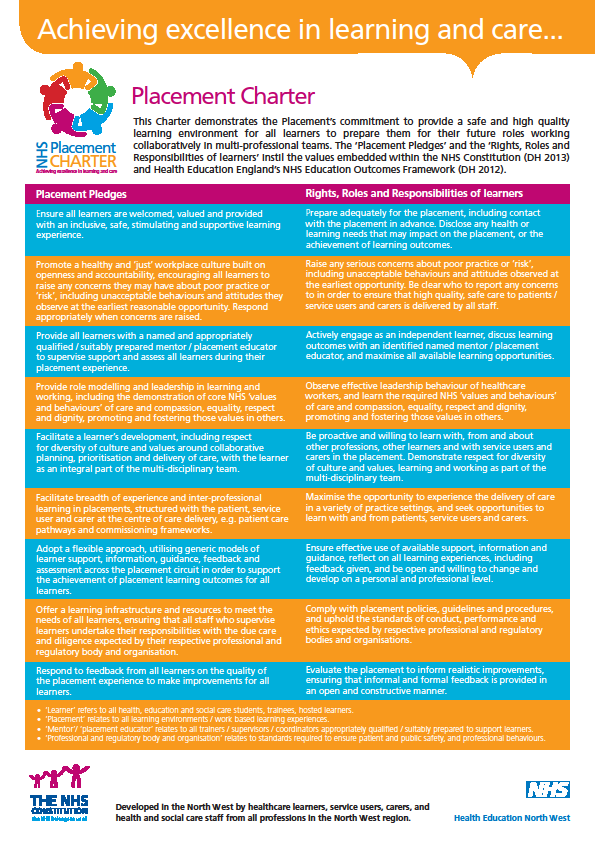 Achieving excellence in learning and care...
NHS Placement
CHARTER
Achieving excellence in learning and care
Placement Charter
This Charter demonstrates the Placement's commitment to provide a safe and high quality
learning environment for all learners to prepare them for their future roles working
collaboratively in multi-professional teams. The 'Placement Pledges' and the 'Rights, Roles and
Responsibilities of learners' instil the values embedded within the NHS Constitution (DH 2013)
and Health Education England's NHS Education Outcomes Framework (DH 2012).
Placement Pledges
Rights, Roles and Responsibilities of learners
Ensure all learners are welcomed, valued and provided
with an inclusive, safe, stimulating and supportive learning
experience.
Prepare adequately for the placement, including contact
with the placement in advance. Disclose any health or
learning needs that may impact on the placement, or the
achievement of learning outcomes.
Promote a healthy and 'just' workplace culture built on
openness and accountability, encouraging all learners to
raise any concerns they may have about poor practice or
'risk', including unacceptable behaviours and attitudes they
observe at the earliest reasonable opportunity. Respond
appropriately when concerns are raised.
Raise any serious concerns about poor practice or 'risk',
including unacceptable behaviours and attitudes observed at
the earliest opportunity. Be clear who to report any concerns
to in order to ensure that high quality, safe care to patients /
service users and carers is delivered by all staff.
Provide all learners with a named and appropriately
qualified / suitably prepared mentor / placement educator
to supervise support and assess all learners during their
placement experience.
Actively engage as an independent learner, discuss learning
outcomes with an identified named mentor / placement
educator, and maximise all available learning opportunities.
Provide role modelling and leadership in learning and
working, including the demonstration of core NHS 'values
and behaviours' of care and compassion, equality, respect
and dignity, promoting and fostering those values in others.
Observe effective leadership behaviour of healthcare
workers, and learn the required NHS 'values and behaviours'
of care and compassion, equality, respect and dignity,
promoting and fostering those values in others.
Facilitate a learner's development, including respect
for diversity of culture and values around collaborative
planning, prioritisation and delivery of care, with the learner
as an integral part of the multi-disciplinary team.
Be proactive and willing to learn with, from and about
other professions, other learners and with service users and
carers in the placement. Demonstrate respect for diversity
of culture and values, learning and working as part of the
multi-disciplinary team.
Facilitate breadth of experience and inter-professional
learning in placements, structured with the patient, service
user and carer at the centre of care delivery, e.g. patient care
pathways and commissioning frameworks.
Maximise the opportunity to experience the delivery of care
in a variety of practice settings, and seek opportunities to
learn with and from patients, service users and carers.
Adopt a flexible approach, utilising generic models of
learner support, information, guidance, feedback and
assessment across the placement circuit in order to support
the achievement of placement learning outcomes for all
learners.
Ensure effective use of available support, information and
guidance, reflect on all learning experiences, including
feedback given, and be open and willing to change and
develop on a personal and professional level.
Offer a learning infrastructure and resources to meet the
needs of all learners, ensuring that all staff who supervise
learners undertake their responsibilities with the due care
and diligence expected by their respective professional and
regulatory body and organisation.
Comply with placement policies, guidelines and procedures,
and uphold the standards of conduct, performance and
ethics expected by respective professional and regulatory
bodies and organisations.
Respond to feedback from all learners on the quality of
the placement experience to make improvements for all
learners.
Evaluate the placement to inform realistic improvements,
ensuring that informal and formal feedback is provided in
an open and constructive manner.
• 'Learner' refers to all health, education and social care students, trainees, hosted learners.
• 'Placement' relates to all learning environments / work based learning experiences.
• 'Mentor'/ 'placement educator' relates to all trainers / supervisors / coordinators appropriately qualified / suitably prepared to support learners.
• 'Professional and regulatory body and organisation' relates to standards required to ensure patient and public safety, and professional behaviours.
THE NHS
CONSTITUTION
the NHS belongs to us all
Developed in the North West by healthcare learners, service users, carers, and
health and social care staff from all professions in the North West region.
NHS
Health Education North West